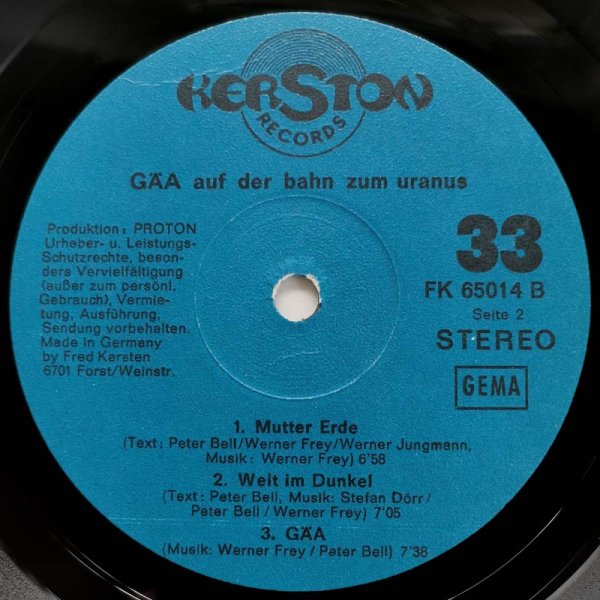 KERSTON
RECORDS
GÄA auf der bahn zum uranus
Produktion: PROTON
Urheber- u. Leistungs-
Schutzrechte, beson-
ders Vervielfältigung
(außer zum persönl.
Gebrauch), Vermie-
tung, Ausführung,
Sendung vorbehalten.
Made in Germany
by Fred Kersten
6701 Forst/Weinstr.
33
FK 65014 B
Seite 2
STEREO
GEMA
1. Mutter Erde
(Text: Peter Bell/Werner Frey/Werner Jungmann,
Musik: Werner Frey) 6'58
2. Welt im Dunkel
(Text: Peter Bell, Musik: Stefan Dörr/
Peter Bell/Werner Frey) 7'05
3. GÄA
(Musik: Werner Frey / Peter Bell) 7'38